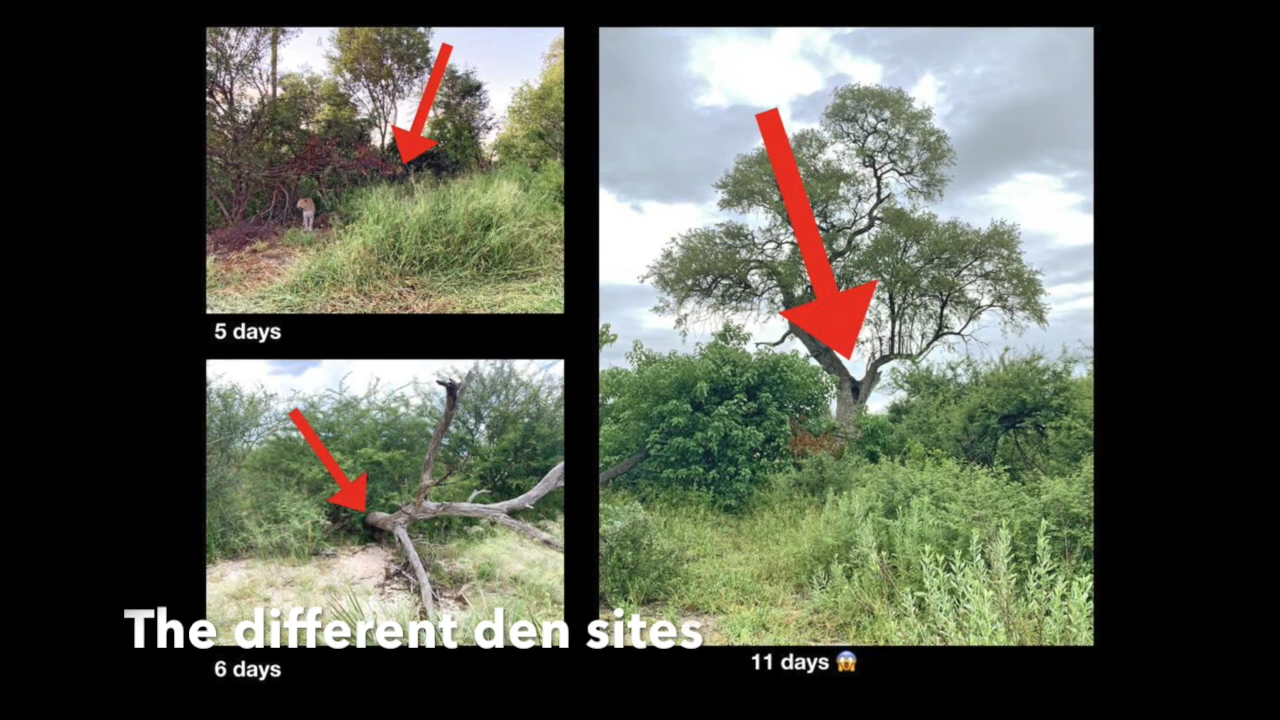 5 days
The different den sites
6 days
11 days 😱